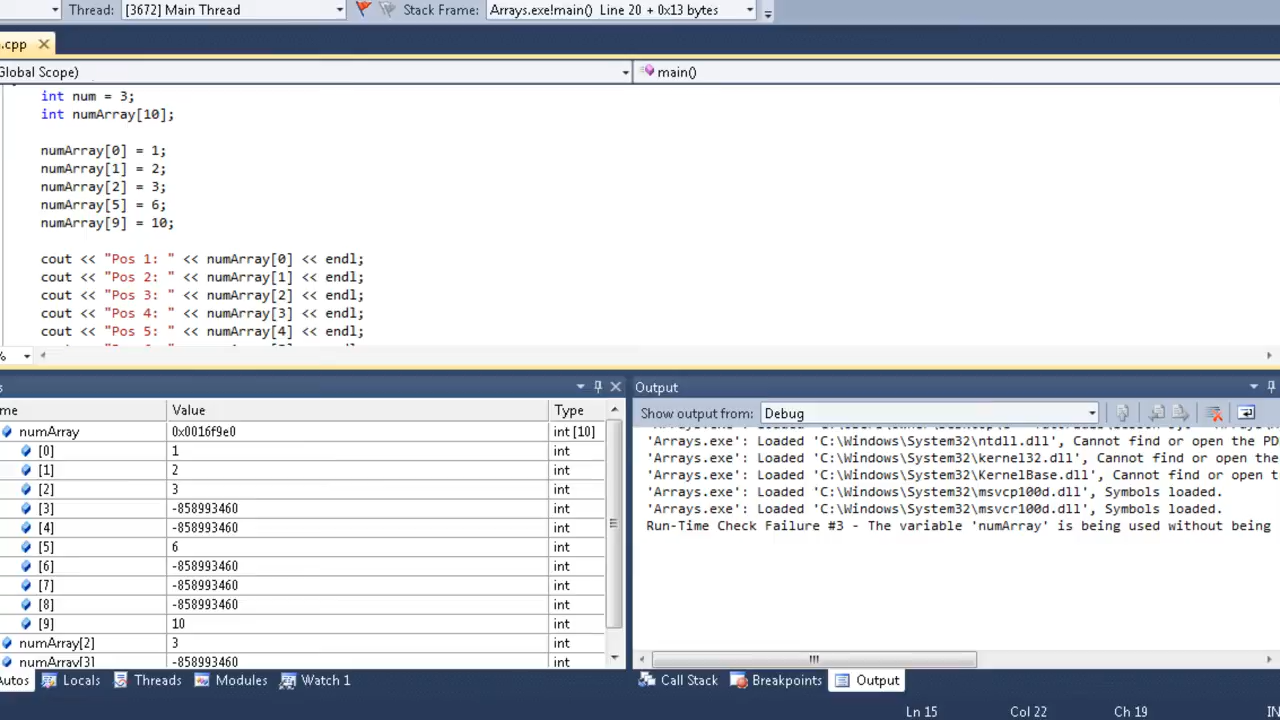 Thread: [3672] Main Thread Stack Frame: Arrays.exe!main() Line 20 + 0x13 bytes
.cpp
Global Scope) main()
int num = 3;
int numArray[10];
numArray[0] = 1;
numArray[1] = 2;
numArray[2] = 3;
numArray[5] = 6;
numArray[9] = 10;
cout << "Pos 1: " << numArray[0] << endl;
cout << "Pos 2: " << numArray[1] << endl;
cout << "Pos 3: " << numArray[2] << endl;
cout << "Pos 4: " << numArray[3] << endl;
cout << "Pos 5: " << numArray[4] << endl;
%
s
me Value Type
numArray 0x0016f9e0 int [10]
[0] 1 int
[1] 2 int
[2] 3 int
[3] -858993460 int
[4] -858993460 int
[5] 6 int
[6] -858993460 int
[7] -858993460 int
[8] -858993460 int
[9] 10 int
numArray[2] 3 int
numArray[3] -858993460 int
Autos Locals Threads Modules Watch 1
Output
Show output from: Debug
'Arrays.exe': Loaded 'C:\Windows\System32\ntdll.dll', Cannot find or open the PD
'Arrays.exe': Loaded 'C:\Windows\System32\kernel32.dll', Cannot find or open the
'Arrays.exe': Loaded 'C:\Windows\System32\KernelBase.dll', Cannot find or open t
'Arrays.exe': Loaded 'C:\Windows\System32\msvcp100d.dll', Symbols loaded.
'Arrays.exe': Loaded 'C:\Windows\System32\msvcr100d.dll', Symbols loaded.
Run-Time Check Failure #3 - The variable 'numArray' is being used without being
Call Stack Breakpoints Output
Ln 15 Col 22 Ch 19 IN